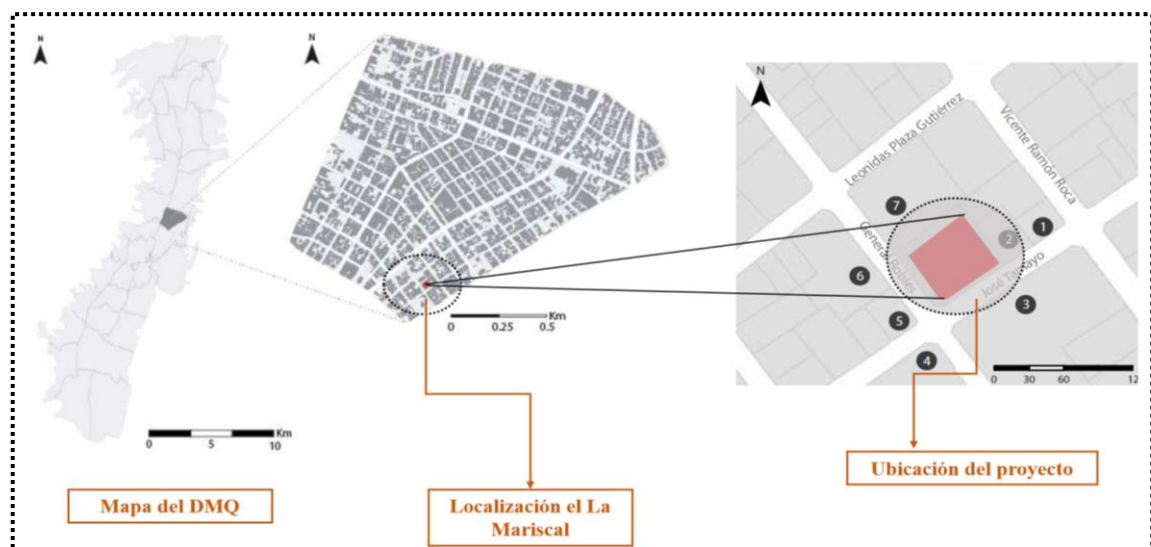 N
N
Km
0 5 10
Mapa del DMQ
Km
0 0.25 0.5
Localización el La
Mariscal
N
Leonidas Plaza Gutiérrez
Vicente Ramón Roca
General Robles
José Tamayo
7
1
2
6
3
5
4
0 30 60 12
Ubicación del proyecto